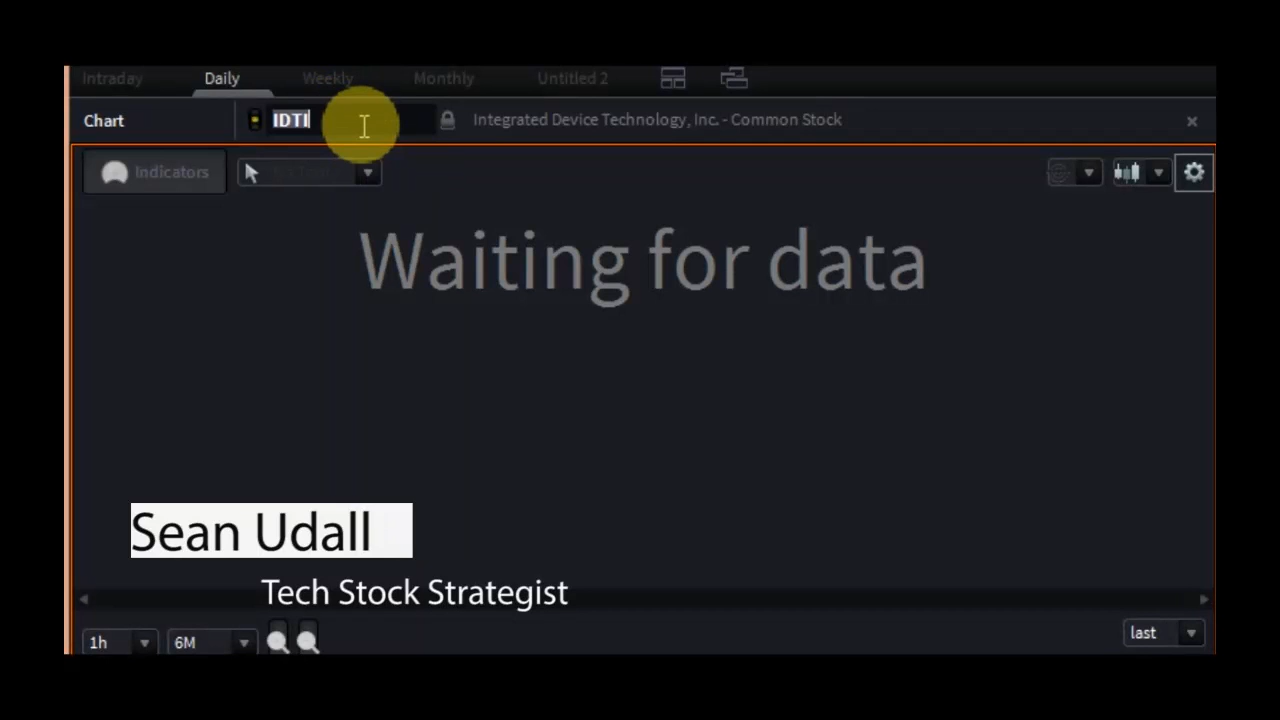 Intraday Daily Weekly Monthly Untitled 2
Chart IDTI Integrated Device Technology, Inc. - Common Stock
Indicators
Waiting for data
Sean Udall
Tech Stock Strategist
1h 6M last